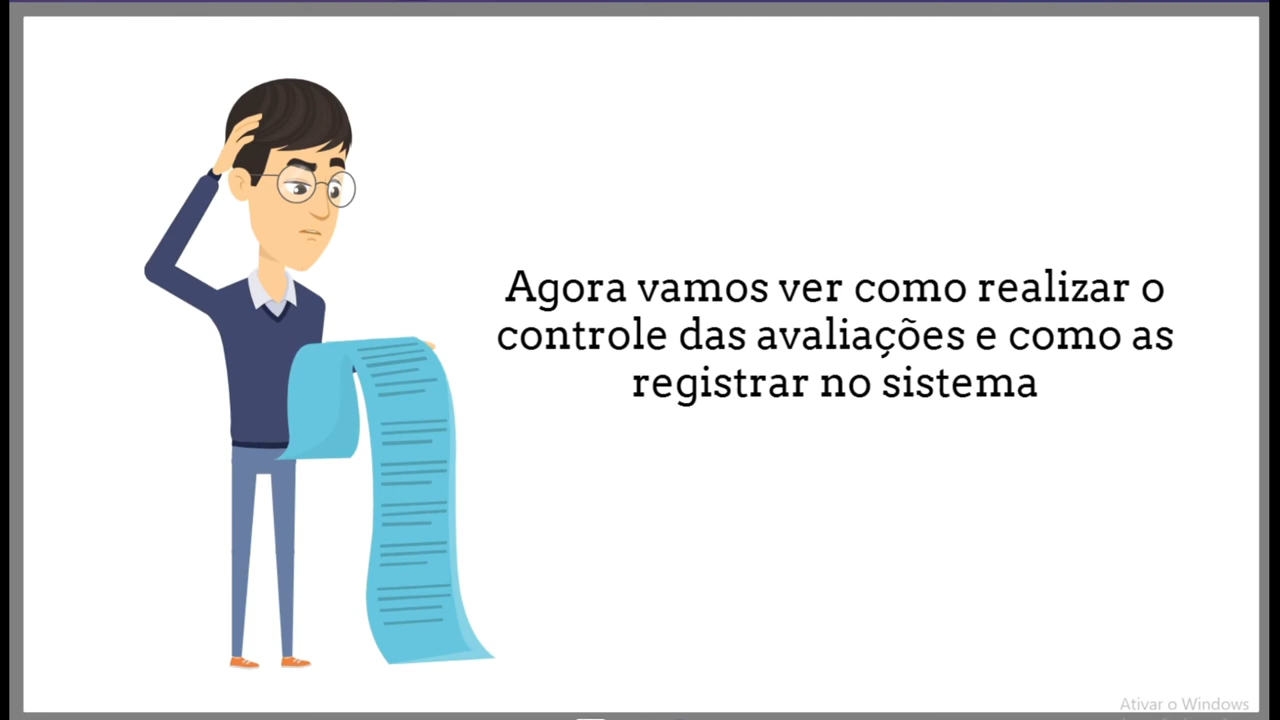 Agora vamos ver como realizar o
controle das avaliações e como as
registrar no sistema
Ativar o Windows